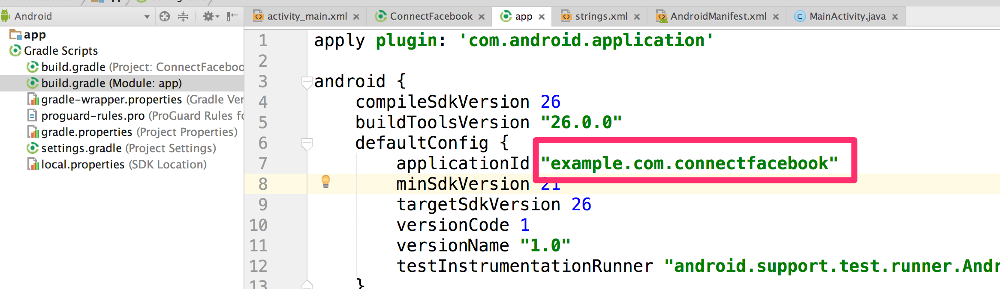 Android
app
Gradle Scripts
build.gradle (Project: ConnectFaceboo
build.gradle (Module: app)
gradle-wrapper.properties (Gradle Ver
proguard-rules.pro (ProGuard Rules fo
gradle.properties (Project Properties)
settings.gradle (Project Settings)
local.properties (SDK Location)
activity_main.xml ConnectFacebook app strings.xml AndroidManifest.xml MainActivity.java
1 apply plugin: 'com.android.application'
2
3 android {
4 compileSdkVersion 26
5 buildToolsVersion "26.0.0"
6 defaultConfig {
7 applicationId "example.com.connectfacebook"
8 minSdkVersion 21
9 targetSdkVersion 26
10 versionCode 1
11 versionName "1.0"
12 testInstrumentationRunner "android.support.test.runner.Andr
13 }